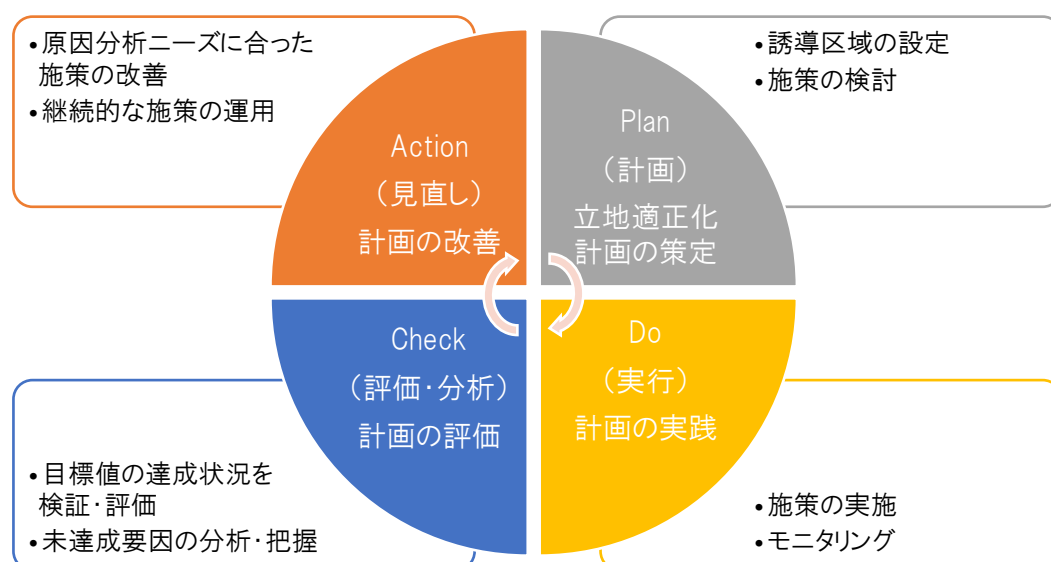 •原因分析ニーズに合った
施策の改善
•継続的な施策の運用
Action
（見直し）
計画の改善
•誘導区域の設定
•施策の検討
Plan
（計画）
立地適正化
計画の策定
Check
（評価・分析）
計画の評価
•目標値の達成状況を
検証・評価
•未達成要因の分析・把握
Do
（実行）
計画の実践
•施策の実施
•モニタリング